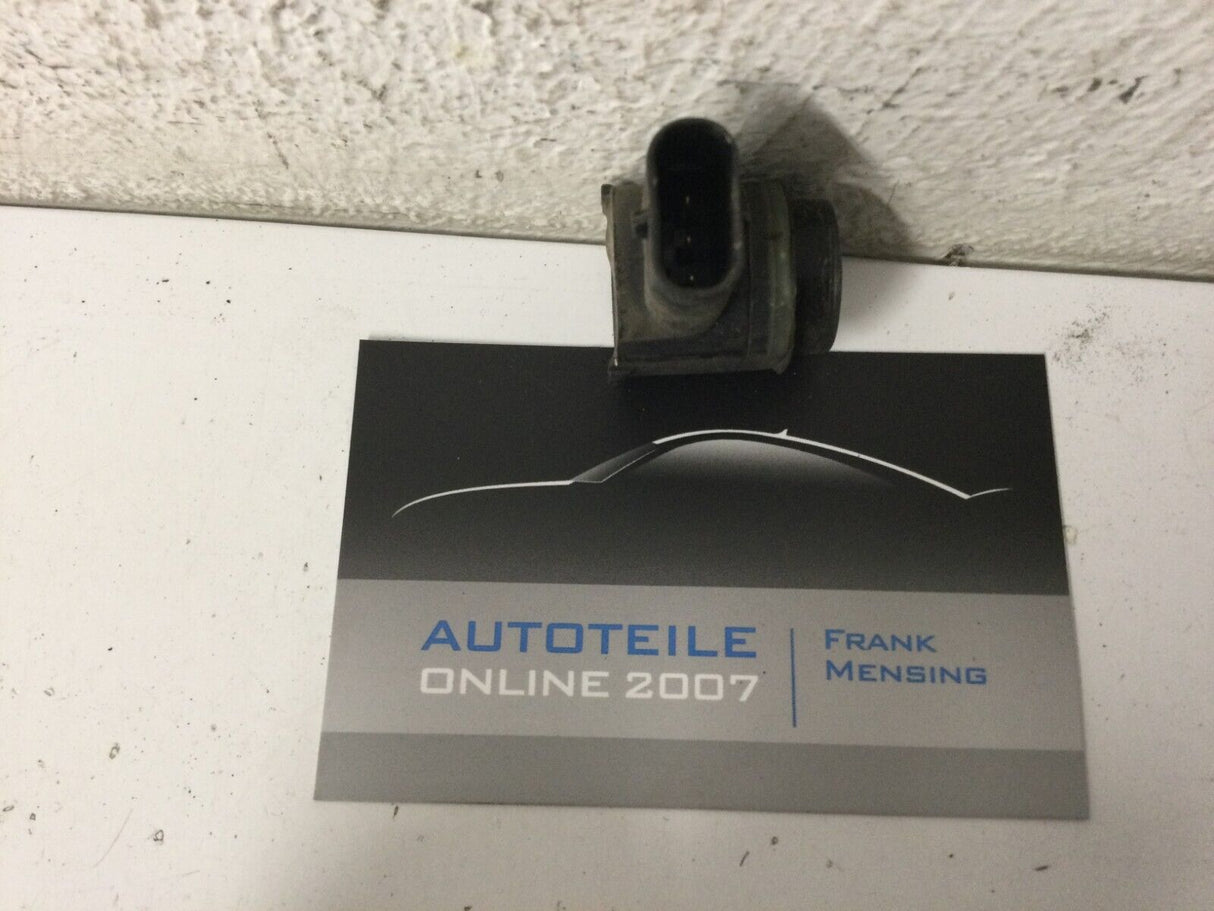 AUTOTEILE
ONLINE 2007
FRANK
MENSING